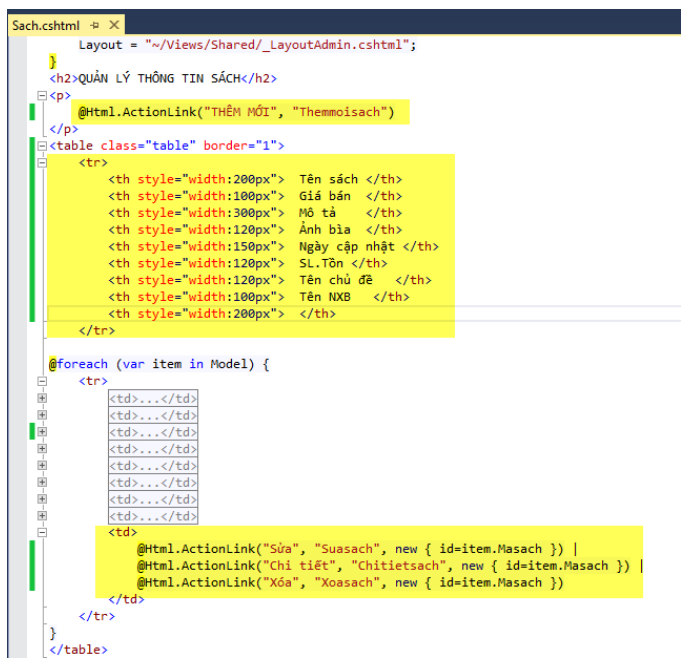 Sach.cshtml
Layout = "~/Views/Shared/_LayoutAdmin.cshtml";
}
<h2>QUẢN LÝ THÔNG TIN SÁCH</h2>
<p>
@Html.ActionLink("THÊM MỚI", "Themmoisach")
</p>
<table class="table" border="1">
<tr>
<th style="width:200px"> Tên sách </th>
<th style="width:100px"> Giá bán </th>
<th style="width:300px"> Mô tả </th>
<th style="width:120px"> Ảnh bìa </th>
<th style="width:150px"> Ngày cập nhật </th>
<th style="width:120px"> SL.Tồn </th>
<th style="width:120px"> Tên chủ đề </th>
<th style="width:100px"> Tên NXB </th>
<th style="width:200px"> </th>
</tr>
@foreach (var item in Model) {
<tr>
<td>...</td>
<td>...</td>
<td>...</td>
<td>...</td>
<td>...</td>
<td>...</td>
<td>...</td>
<td>...</td>
<td>
@Html.ActionLink("Sửa", "Suasach", new { id=item.Masach }) |
@Html.ActionLink("Chi tiết", "Chitietsach", new { id=item.Masach }) |
@Html.ActionLink("Xóa", "Xoasach", new { id=item.Masach })
</td>
</tr>
}
</table>